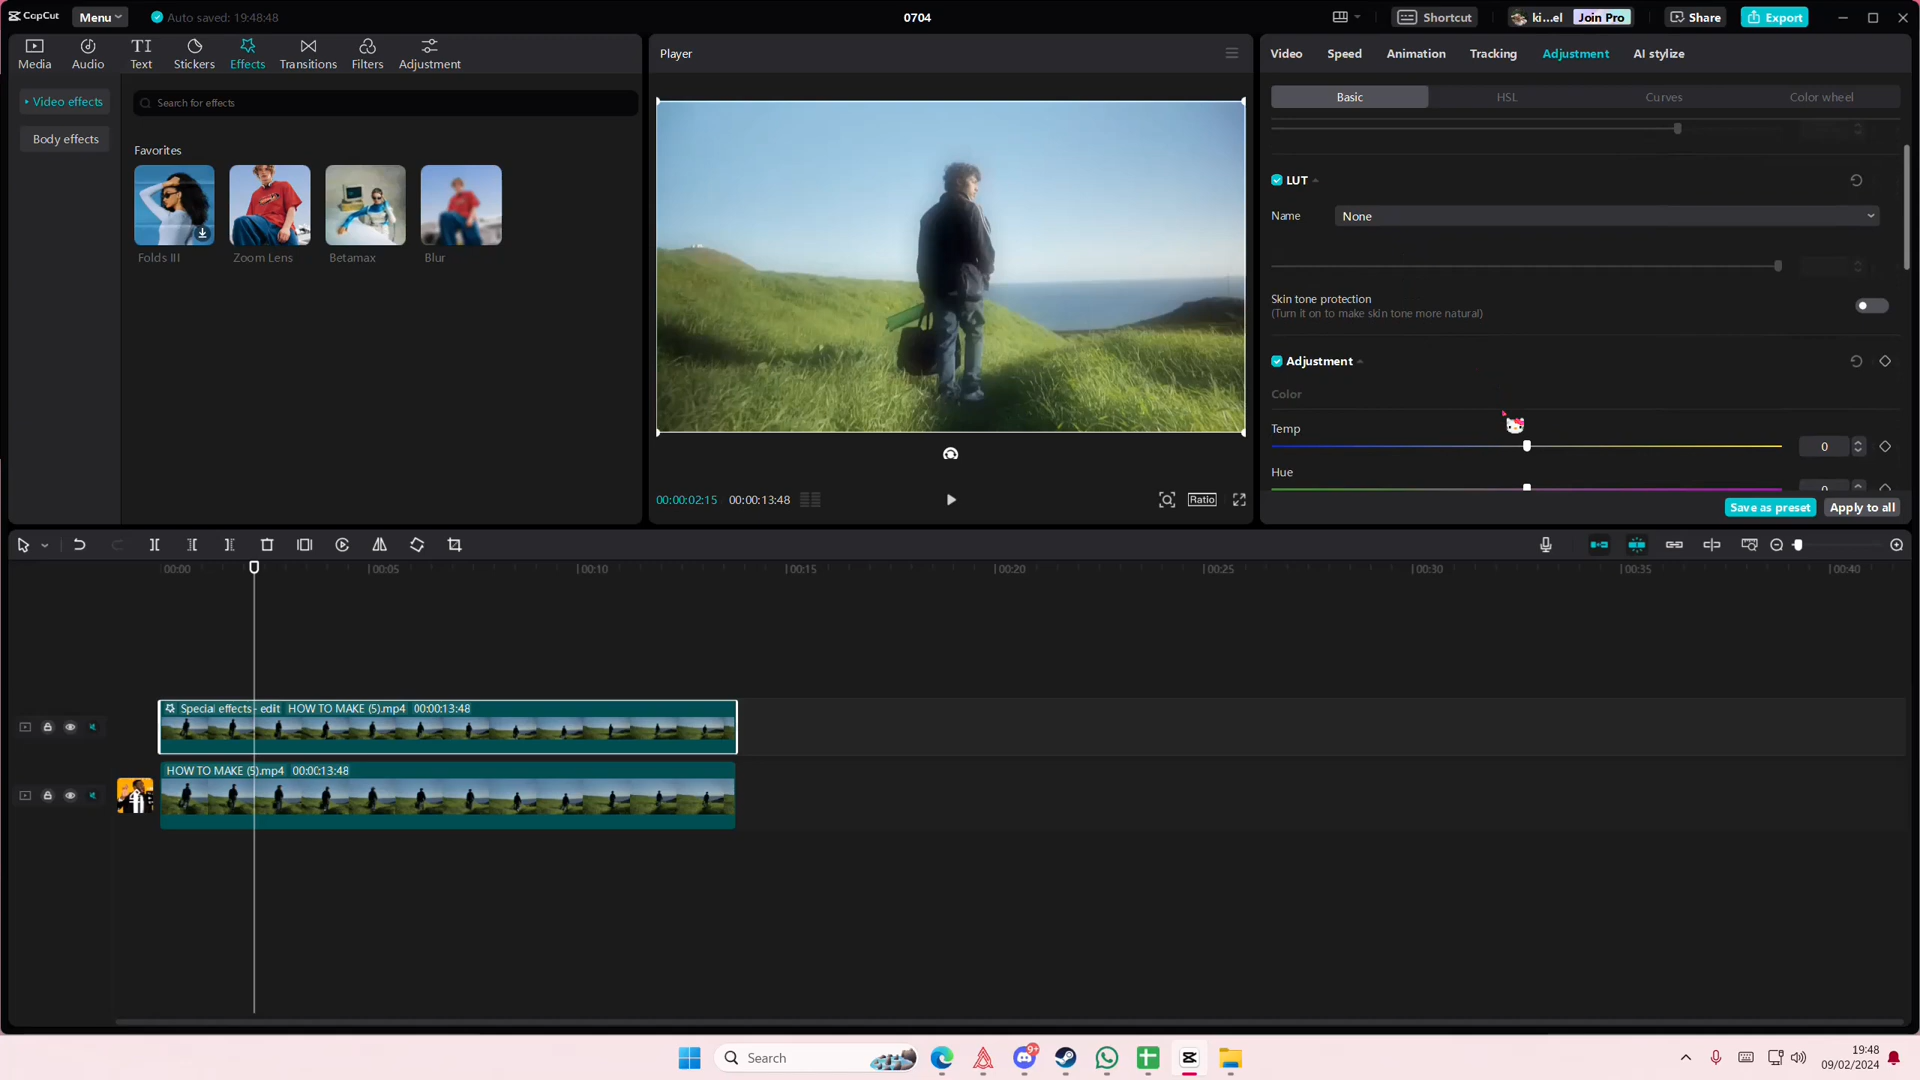 CapCut
Menu
Auto saved: 19:48:48
0704
Shortcut
ki...el
Join Pro
Share
Export
Media
Audio
Text
Stickers
Effects
Transitions
Filters
Adjustment
Video effects
Body effects
Search for effects
Favorites
Folds III
Zoom Lens
Betamax
Blur
Player
00:00:02:15
00:00:13:48
Ratio
Video
Speed
Animation
Tracking
Adjustment
AI stylize
Basic
HSL
Curves
Color wheel
LUT
Name
None
Skin tone protection
(Turn it on to make skin tone more natural)
Adjustment
Color
Temp
0
Hue
0
Save as preset
Apply to all
00:00
00:05
00:10
00:15
00:20
00:25
00:30
00:35
00:40
Special effects - edit HOW TO MAKE (5).mp4 00:00:13:48
HOW TO MAKE (5).mp4 00:00:13:48
Search
9+
19:48
09/02/2024